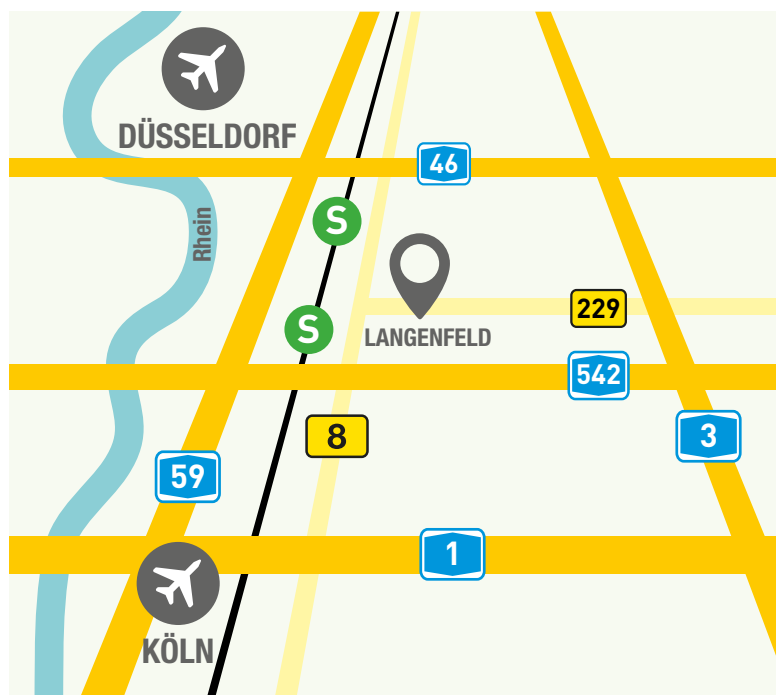 DÜSSELDORF
46
Rhein
S
229
S
LANGENFELD
542
8
3
59
1
KÖLN